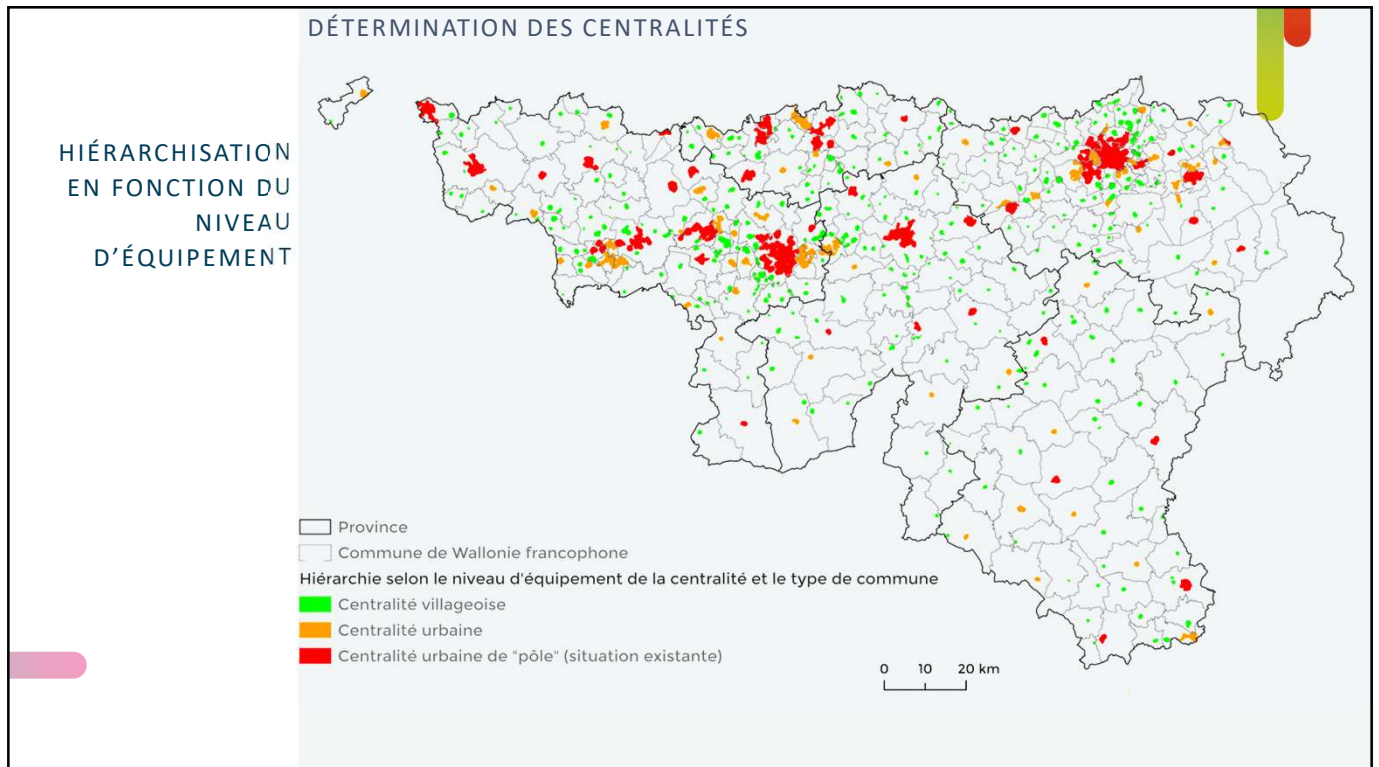 DÉTERMINATION DES CENTRALITÉS
HIÉRARCHISATION
EN FONCTION DU
NIVEAU
D'ÉQUIPEMENT
Province
Commune de Wallonie francophone
Hiérarchie selon le niveau d'équipement de la centralité et le type de commune
Centralité villageoise
Centralité urbaine
Centralité urbaine de "pôle" (situation existante)
0 10 20 km